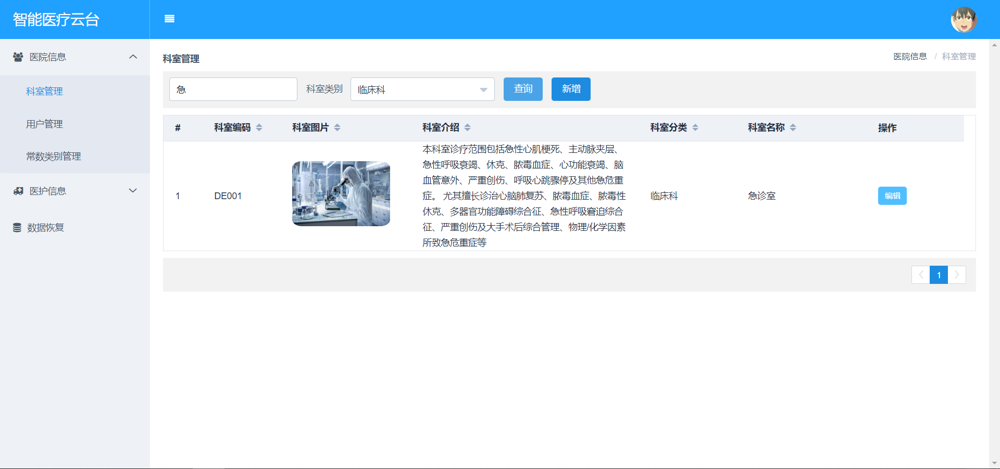 智能医疗云台
医院信息
科室管理
用户管理
常数类别管理
医护信息
数据恢复
科室管理
医院信息 / 科室管理
急 科室类别 临床科 查询 新增
# 科室编码 科室图片 科室介绍 科室分类 科室名称 操作
本科室诊疗范围包括急性心肌梗死、主动脉夹层、
急性呼吸衰竭、休克、脓毒血症、心功能衰竭、脑
血管意外、严重创伤、呼吸心跳骤停及其他急危重
1 DE001 症。 尤其擅长诊治心脑肺复苏、脓毒血症、脓毒性 临床科 急诊室 编辑
休克、多器官功能障碍综合征、急性呼吸窘迫综合
征、严重创伤及大手术后综合管理、物理/化学因素
所致急危重症等
1